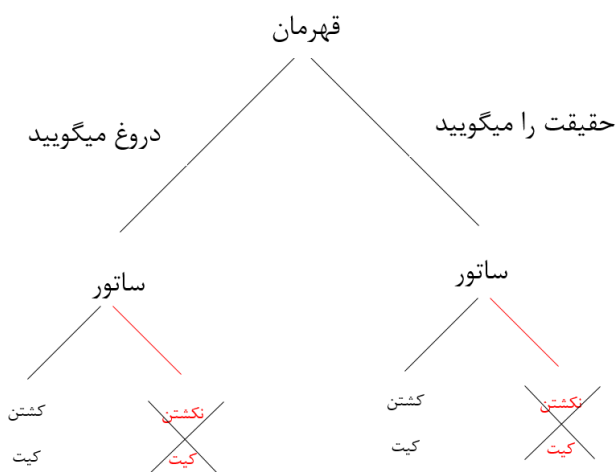 قهرمان
حقیقت را میگویید
دروغ میگویید
ساتور
ساتور
کشتن
کیت
نکشتن
کیت
کشتن
کیت
نکشتن
کیت